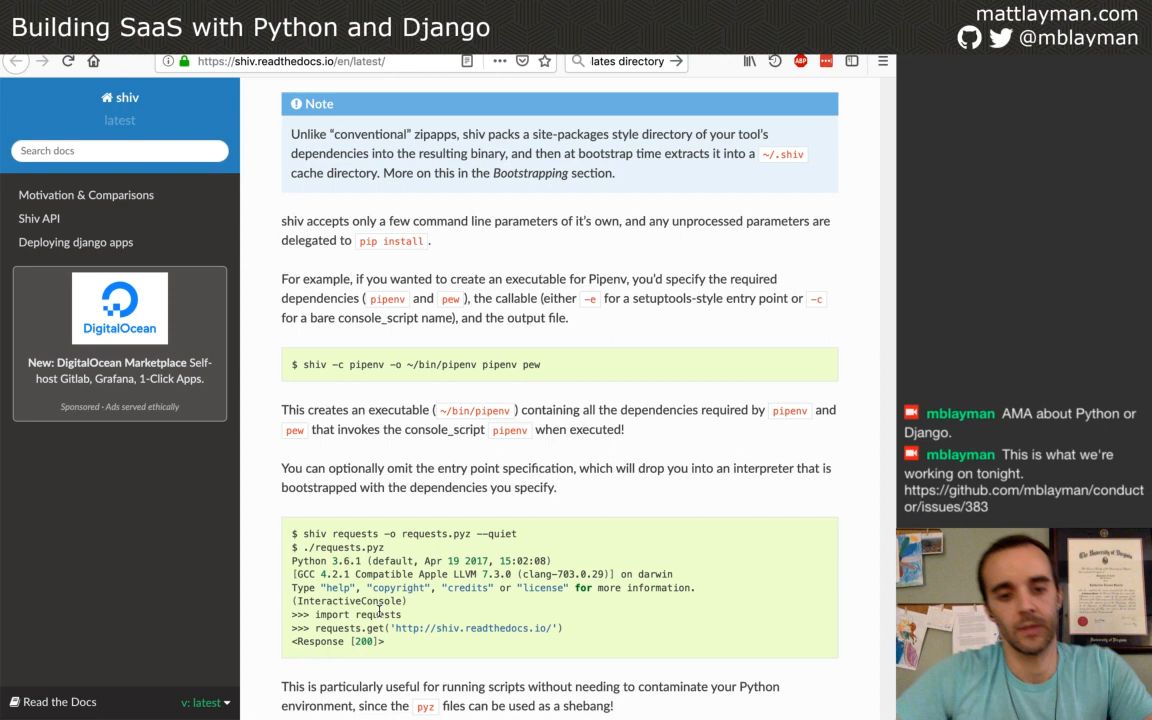 Building SaaS with Python and Django
mattlayman.com
@mblayman
https://shiv.readthedocs.io/en/latest/
lates directory
ABP
shiv
latest
Search docs
Motivation & Comparisons
Shiv API
Deploying django apps
DigitalOcean
New: DigitalOcean Marketplace Self-
host Gitlab, Grafana, 1-Click Apps.
Sponsored · Ads served ethically
Read the Docs
v: latest
Note
Unlike “conventional” zipapps, shiv packs a site-packages style directory of your tool’s
dependencies into the resulting binary, and then at bootstrap time extracts it into a ~/.shiv
cache directory. More on this in the Bootstrapping section.
shiv accepts only a few command line parameters of it’s own, and any unprocessed parameters are
delegated to pip install .
For example, if you wanted to create an executable for Pipenv, you’d specify the required
dependencies ( pipenv and pew ), the callable (either -e for a setuptools-style entry point or -c
for a bare console_script name), and the output file.
$ shiv -c pipenv -o ~/bin/pipenv pipenv pew
This creates an executable ( ~/bin/pipenv ) containing all the dependencies required by pipenv and
pew that invokes the console_script pipenv when executed!
You can optionally omit the entry point specification, which will drop you into an interpreter that is
bootstrapped with the dependencies you specify.
$ shiv requests -o requests.pyz --quiet
$ ./requests.pyz
Python 3.6.1 (default, Apr 19 2017, 15:02:08)
[GCC 4.2.1 Compatible Apple LLVM 7.3.0 (clang-703.0.29)] on darwin
Type "help", "copyright", "credits" or "license" for more information.
(InteractiveConsole)
>>> import requests
>>> requests.get('http://shiv.readthedocs.io/')
<Response [200]>
This is particularly useful for running scripts without needing to contaminate your Python
environment, since the pyz files can be used as a shebang!
mblayman AMA about Python or
Django.
mblayman This is what we're
working on tonight.
https://github.com/mblayman/conduct
or/issues/383